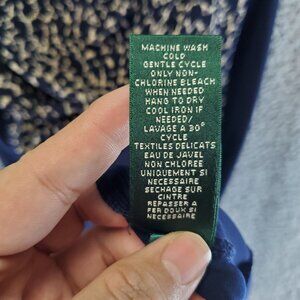 MACHINE WASH
COLD
GENTLE CYCLE
ONLY NON-
CHLORINE BLEACH
WHEN NEEDED
HANG TO DRY
COOL IRON IF
NEEDED/
LAVAGE A 30°
CYCLE
TEXTILES DELICATS
EAU DE JAVEL
NON CHLOREE
UNIQUEMENT SI
NECESSAIRE
SECHAGE SUR
CINTRE
REPASSER A
FER DOUX SI
NECESSAIRE